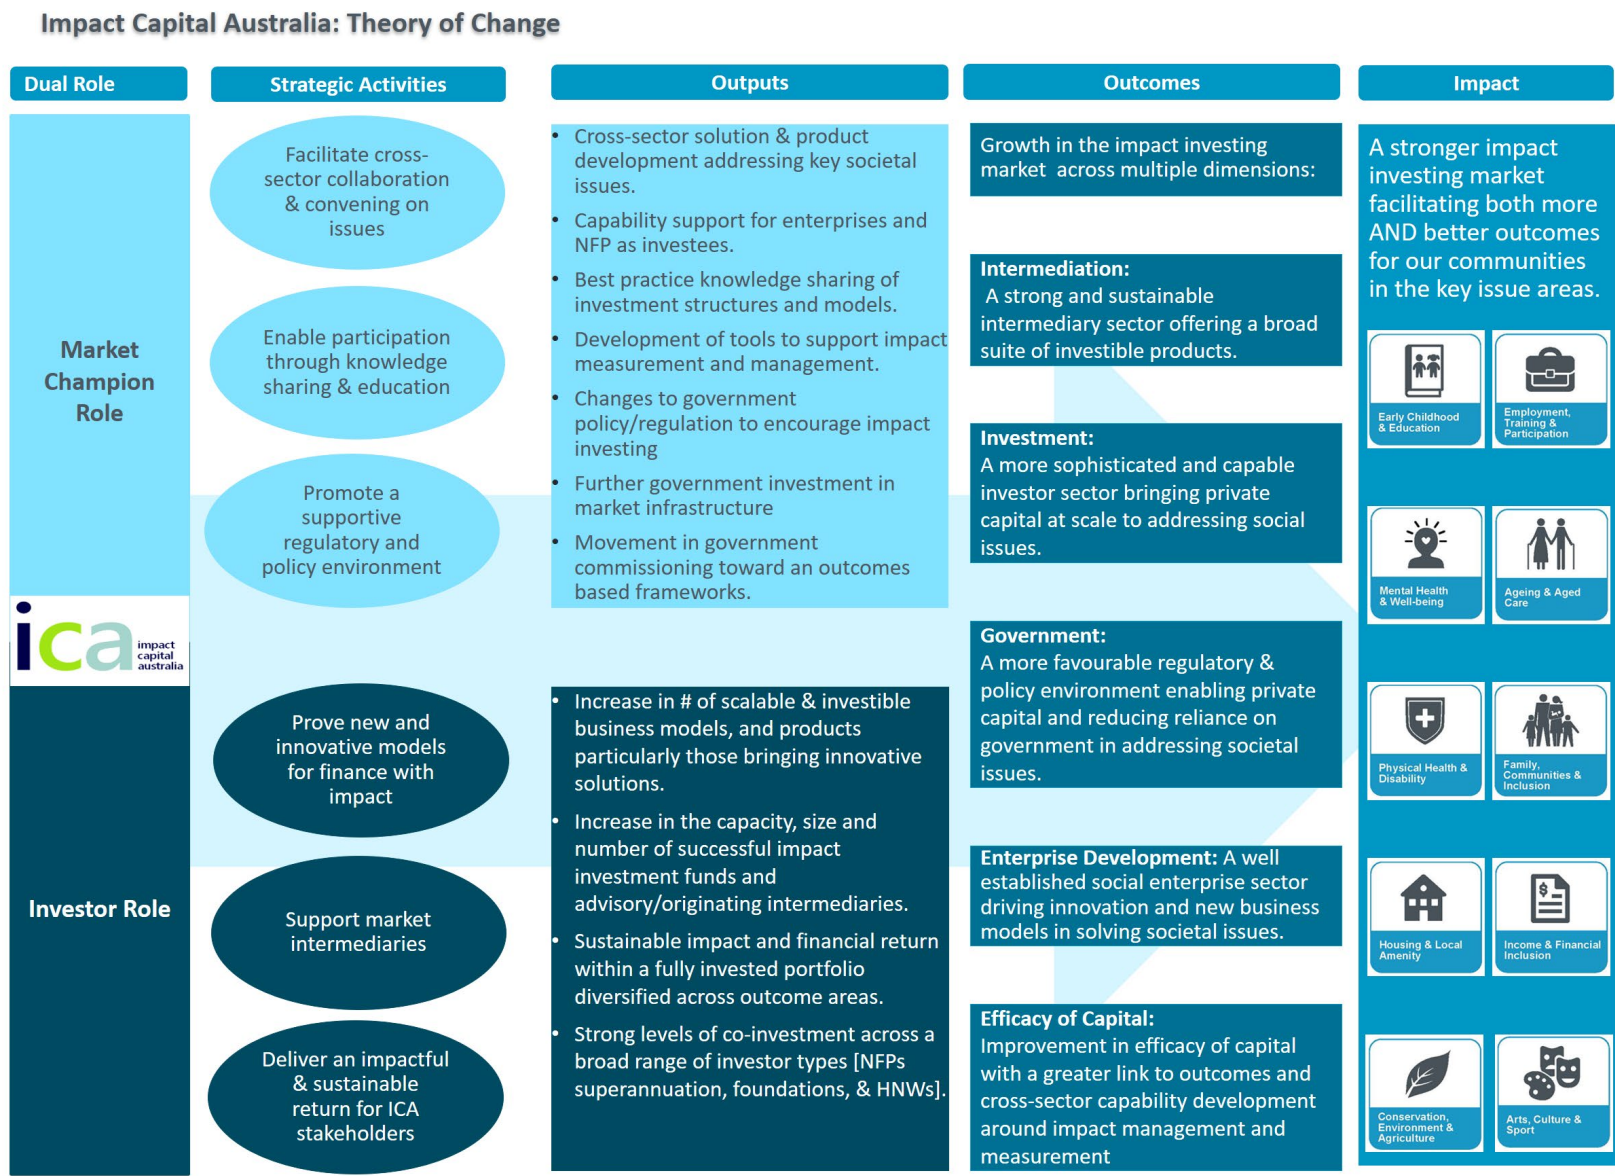 Impact Capital Australia: Theory of Change
Dual Role
Market
Champion
Role
ica
impact
capital
australia
Investor Role
Strategic Activities
Facilitate cross-
sector collaboration
& convening on
issues
Enable participation
through knowledge
sharing & education
Promote a
supportive
regulatory and
policy environment
Prove new and
innovative models
for finance with
impact
Support market
intermediaries
Deliver an impactful
& sustainable
return for ICA
stakeholders
Outputs
• Cross-sector solution & product
development addressing key societal
issues.
• Capability support for enterprises and
NFP as investees.
• Best practice knowledge sharing of
investment structures and models.
• Development of tools to support impact
measurement and management.
• Changes to government
policy/regulation to encourage impact
investing
• Further government investment in
market infrastructure
• Movement in government
commissioning toward an outcomes
based frameworks.
• Increase in # of scalable & investible
business models, and products
particularly those bringing innovative
solutions.
• Increase in the capacity, size and
number of successful impact
investment funds and
advisory/originating intermediaries.
• Sustainable impact and financial return
within a fully invested portfolio
diversified across outcome areas.
• Strong levels of co-investment across a
broad range of investor types [NFPs
superannuation, foundations, & HNWs].
Outcomes
Growth in the impact investing
market across multiple dimensions:
Intermediation:
A strong and sustainable
intermediary sector offering a broad
suite of investible products.
Investment:
A more sophisticated and capable
investor sector bringing private
capital at scale to addressing social
issues.
Government:
A more favourable regulatory &
policy environment enabling private
capital and reducing reliance on
government in addressing societal
issues.
Enterprise Development: A well
established social enterprise sector
driving innovation and new business
models in solving societal issues.
Efficacy of Capital:
Improvement in efficacy of capital
with a greater link to outcomes and
cross-sector capability development
around impact management and
measurement
Impact
A stronger impact
investing market
facilitating both more
AND better outcomes
for our communities
in the key issue areas.
Early Childhood
& Education
Employment,
Training &
Participation
Mental Health
& Well-being
Ageing & Aged
Care
Physical Health &
Disability
Family,
Communities &
Inclusion
Housing & Local
Amenity
$
Income & Financial
Inclusion
Conservation,
Environment &
Agriculture
Arts, Culture &
Sport